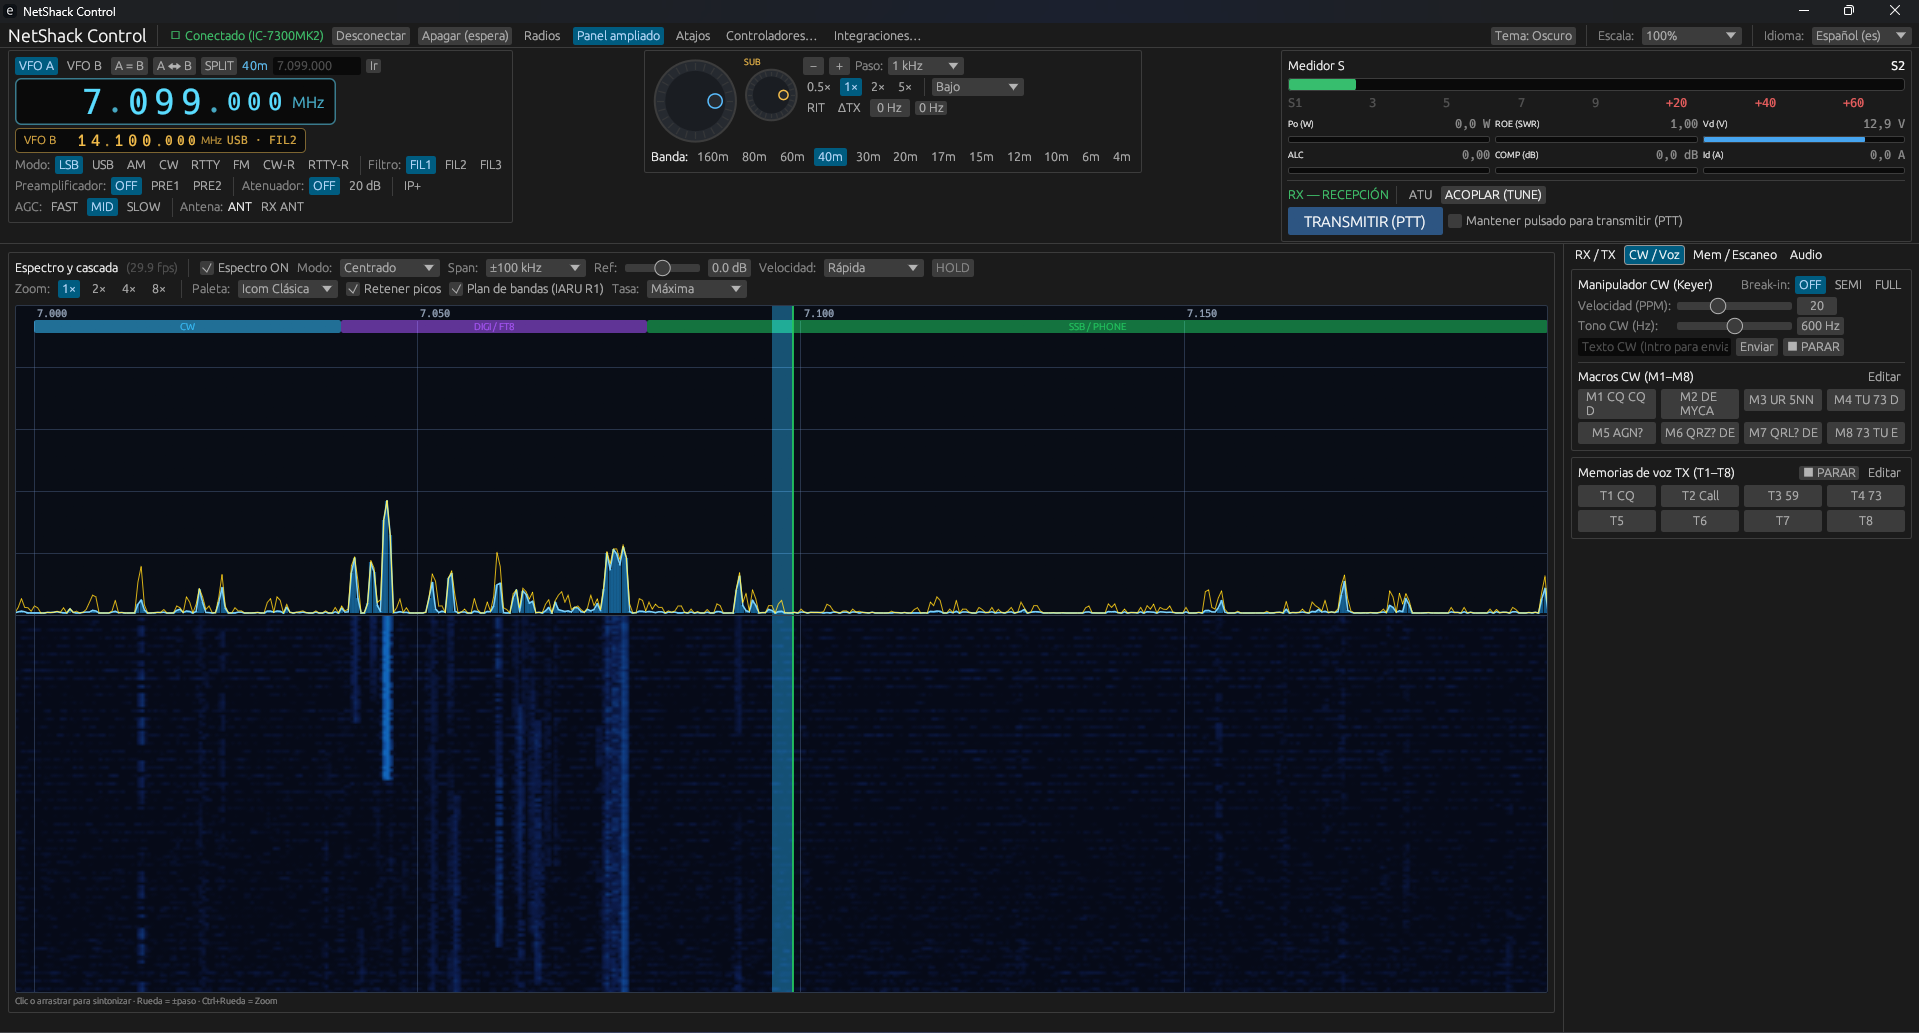 NetShack Control
NetShack Control Conectado (IC-7300MK2) Desconectar Apagar (espera) Radios Panel ampliado Atajos Controladores… Integraciones… Tema: Oscuro Escala: 100% Idioma: Español (es)
VFO A VFO B A = B A ⬌ B SPLIT 40m 7.099.000 Ir
7.099.000 MHz
VFO B 14.100.000 MHz USB · FIL2
Modo: LSB USB AM CW RTTY FM CW-R RTTY-R Filtro: FIL1 FIL2 FIL3
Preamplificador: OFF PRE1 PRE2 Atenuador: OFF 20 dB IP+
AGC: FAST MID SLOW Antena: ANT RX ANT
SUB − + Paso: 1 kHz
0.5× 1× 2× 5× Bajo
RIT ΔTX 0 Hz 0 Hz
Banda: 160m 80m 60m 40m 30m 20m 17m 15m 12m 10m 6m 4m
Medidor S S2
S1 3 5 7 9 +20 +40 +60
Po (W) 0,0 W ROE (SWR) 1,00 Vd (V) 12,9 V
ALC 0,00 COMP (dB) 0,0 dB Id (A) 0,0 A
RX — RECEPCIÓN ATU ACOPLAR (TUNE)
TRANSMITIR (PTT) Mantener pulsado para transmitir (PTT)
Espectro y cascada (29.9 fps) Espectro ON Modo: Centrado Span: ±100 kHz Ref: 0.0 dB Velocidad: Rápida HOLD
Zoom: 1× 2× 4× 8× Paleta: Icom Clásica Retener picos Plan de bandas (IARU R1) Tasa: Máxima
7.000 7.050 7.100 7.150
CW DIGI / FT8 SSB / PHONE
Clic o arrastrar para sintonizar · Rueda = ±paso · Ctrl+Rueda = Zoom
RX / TX CW / Voz Mem / Escaneo Audio
Manipulador CW (Keyer) Break-in: OFF SEMI FULL
Velocidad (PPM): 20
Tono CW (Hz): 600 Hz
Texto CW (Intro para envia Enviar PARAR
Macros CW (M1–M8) Editar
M1 CQ CQ D M2 DE MYCA M3 UR 5NN M4 TU 73 D
M5 AGN? M6 QRZ? DE M7 QRL? DE M8 73 TU E
Memorias de voz TX (T1–T8) PARAR Editar
T1 CQ T2 Call T3 59 T4 73
T5 T6 T7 T8